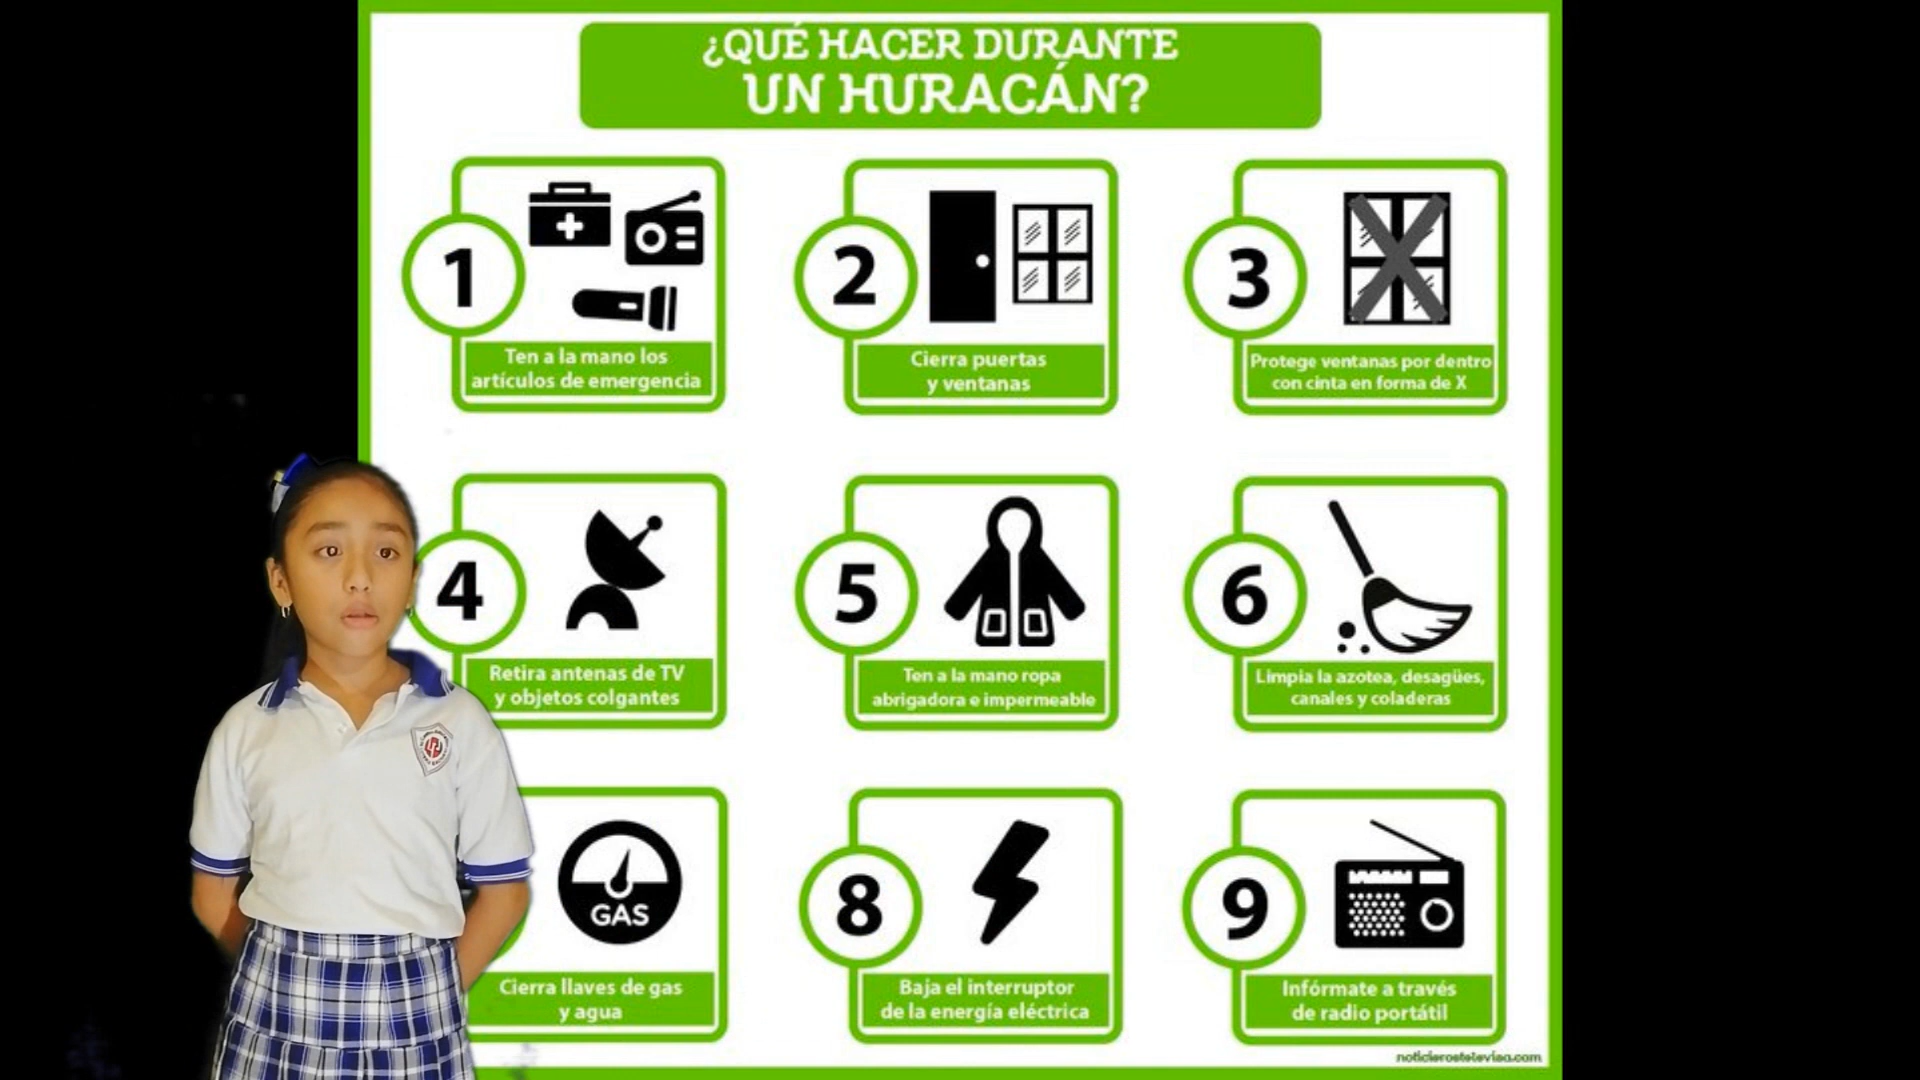 ¿QUÉ HACER DURANTE
UN HURACÁN?
1
Ten a la mano los
artículos de emergencia
2
Cierra puertas
y ventanas
3
Protege ventanas por dentro
con cinta en forma de X
4
Retira antenas de TV
y objetos colgantes
5
Ten a la mano ropa
abrigadora e impermeable
6
Limpia la azotea, desagües,
canales y coladeras
GAS
Cierra llaves de gas
y agua
8
Baja el interruptor
de la energía eléctrica
9
Infórmate a través
de radio portátil
noticierostelevisa.com